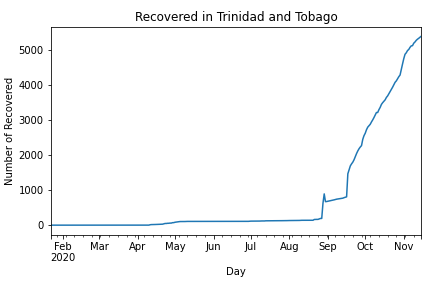 Recovered in Trinidad and Tobago
Number of Recovered
5000
4000
3000
2000
1000
0
Feb Mar Apr May Jun Jul Aug Sep Oct Nov
2020
Day